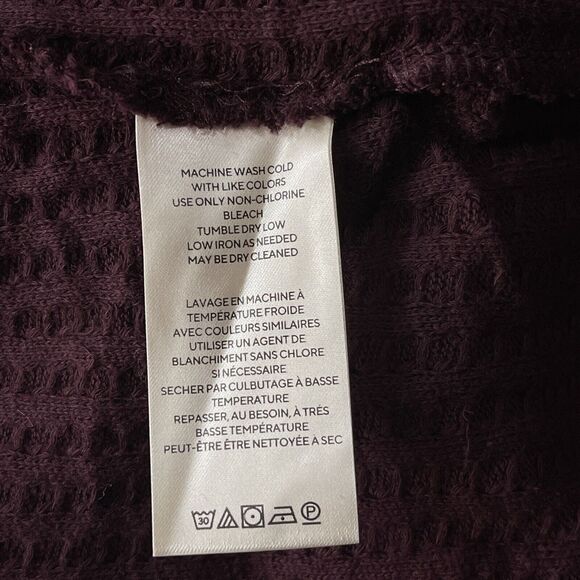 MACHINE WASH COLD
WITH LIKE COLORS
USE ONLY NON-CHLORINE
BLEACH
TUMBLE DRY LOW
LOW IRON AS NEEDED
MAY BE DRY CLEANED
LAVAGE EN MACHINE À
TEMPÉRATURE FROIDE
AVEC COULEURS SIMILAIRES
UTILISER UN AGENT DE
BLANCHIMENT SANS CHLORE
SI NÉCESSAIRE
SECHER PAR CULBUTAGE À BASSE
TEMPERATURE
REPASSER, AU BESOIN, À TRÉS
BASSE TEMPÉRATURE
PEUT-ÊTRE ÊTRE NETTOYÉE À SEC
30 P